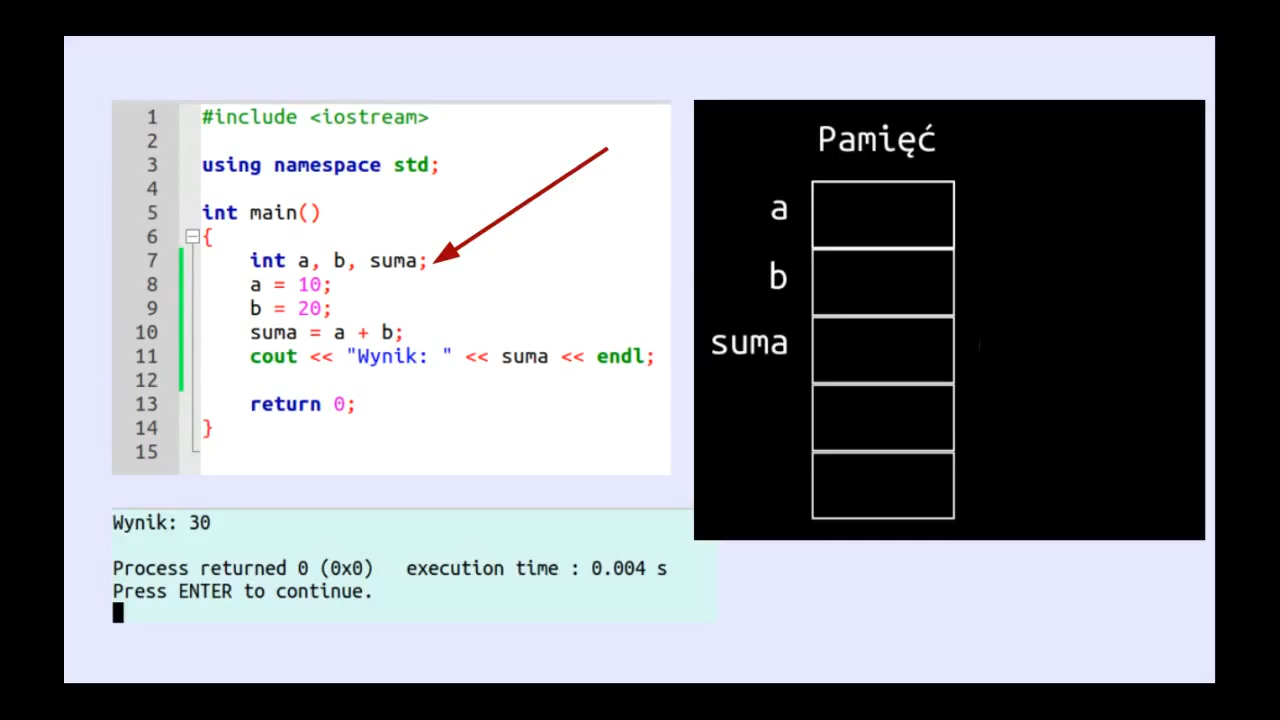 1 #include <iostream>
2
3 using namespace std;
4
5 int main()
6 {
7 int a, b, suma;
8 a = 10;
9 b = 20;
10 suma = a + b;
11 cout << "Wynik: " << suma << endl;
12
13 return 0;
14 }
15
Pamięć
a
b
suma
Wynik: 30
Process returned 0 (0x0) execution time : 0.004 s
Press ENTER to continue.